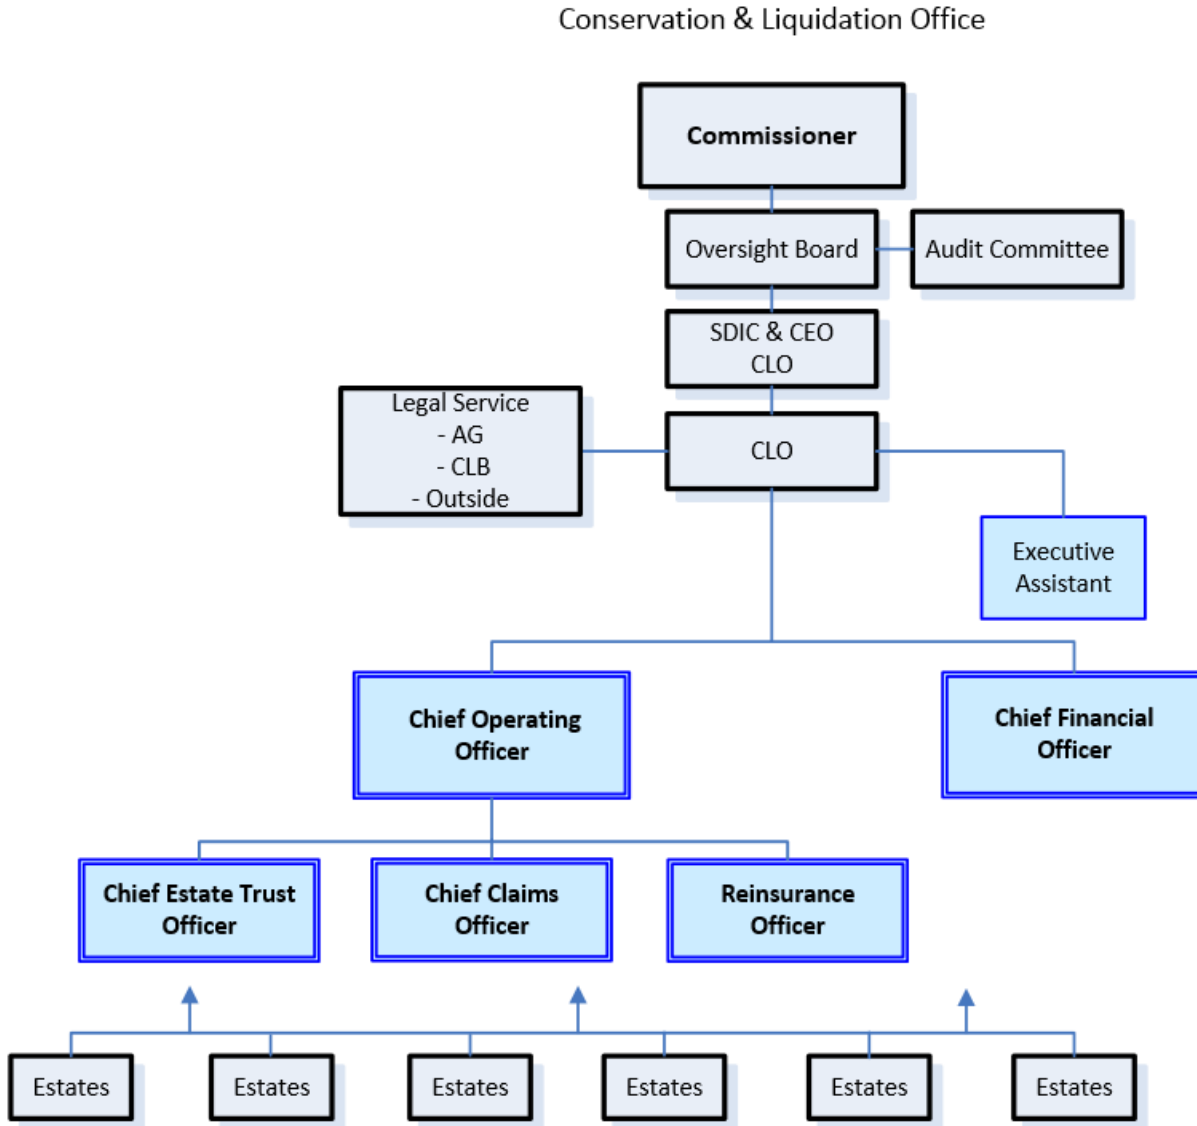 Conservation & Liquidation Office
Commissioner
Oversight Board
Audit Committee
SDIC & CEO
CLO
Legal Service
- AG
- CLB
- Outside
CLO
Executive
Assistant
Chief Operating
Officer
Chief Financial
Officer
Chief Estate Trust
Officer
Chief Claims
Officer
Reinsurance
Officer
Estates
Estates
Estates
Estates
Estates
Estates